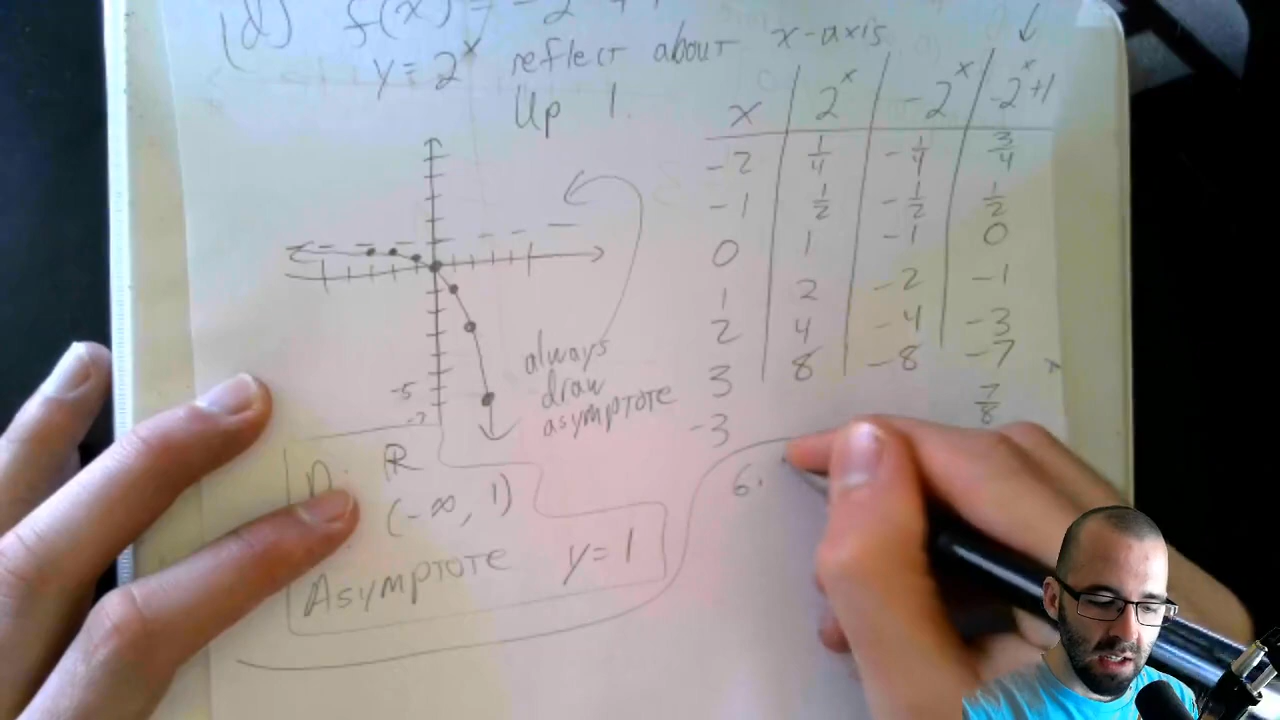 (d) f(x) = -2
y = 2^x reflect about x-axis
Up 1.
x 2^x -2^x -2^x+1
-2 1/4 -1/4 3/4
-1 1/2 -1/2 1/2
0 1 -1 0
1 2 -2 -1
2 4 -4 -3
3 8 -8 -7
-3 7/8
always
draw
asymptote
-5
-7
D: R
(-∞, 1)
Asymptote y=1
6.